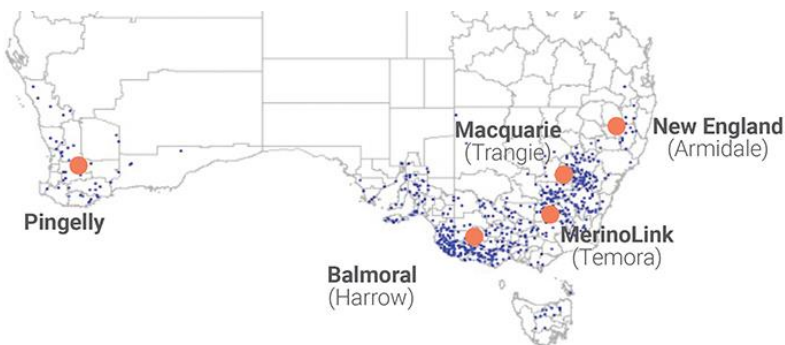 Macquarie
(Trangie)
New England
(Armidale)
Pingelly
MerinoLink
(Temora)
Balmoral
(Harrow)